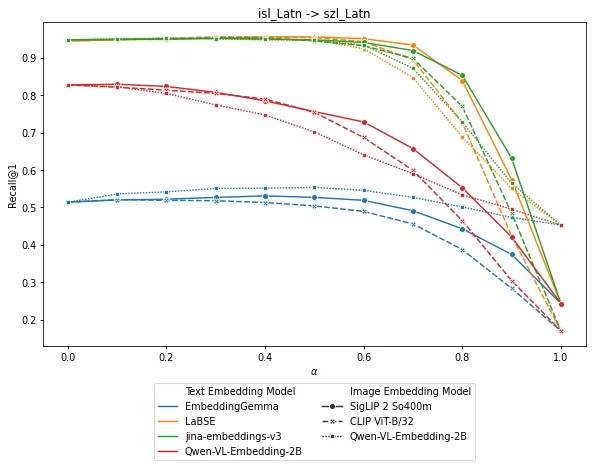 isl_Latn -> szl_Latn
Recall@1
0.9
0.8
0.7
0.6
0.5
0.4
0.3
0.2
0.0 0.2 0.4 0.6 0.8 1.0
α
Text Embedding Model
EmbeddingGemma
LaBSE
jina-embeddings-v3
Qwen-VL-Embedding-2B
Image Embedding Model
SigLIP 2 So400m
CLIP ViT-B/32
Qwen-VL-Embedding-2B